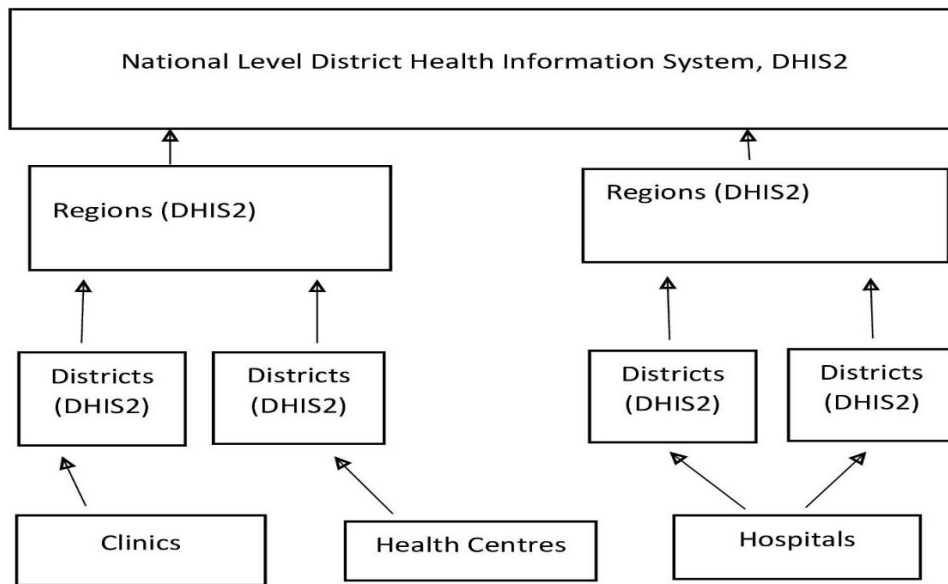 National Level District Health Information System, DHIS2
Regions (DHIS2)
Regions (DHIS2)
Districts
(DHIS2)
Districts
(DHIS2)
Districts
(DHIS2)
Districts
(DHIS2)
Clinics
Health Centres
Hospitals